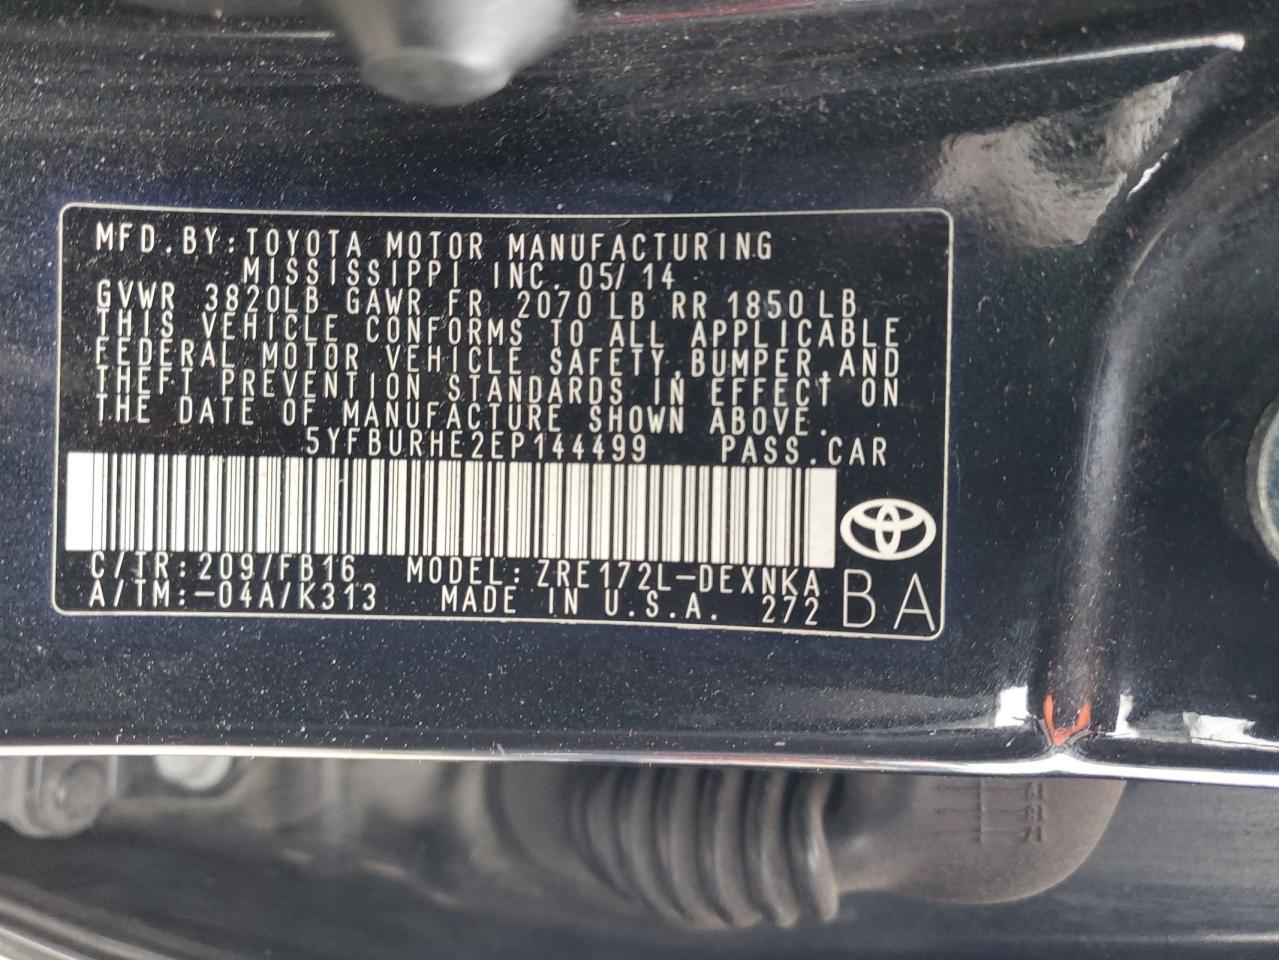 MFD.BY:TOYOTA MOTOR MANUFACTURING
MISSISSIPPI INC. 05/14
GVWR 3820LB GAWR FR 2070 LB RR 1850 LB
THIS VEHICLE CONFORMS TO ALL APPLICABLE
FEDERAL MOTOR VEHICLE SAFETY,BUMPER,AND
THEFT PREVENTION STANDARDS IN EFFECT ON
THE DATE OF MANUFACTURE SHOWN ABOVE.
5YFBURHE2EP144499 PASS.CAR
C/TR:209/FB16 MODEL:ZRE172L-DEXNKA
A/TM:-04A/K313 MADE IN U.S.A. 272
BA